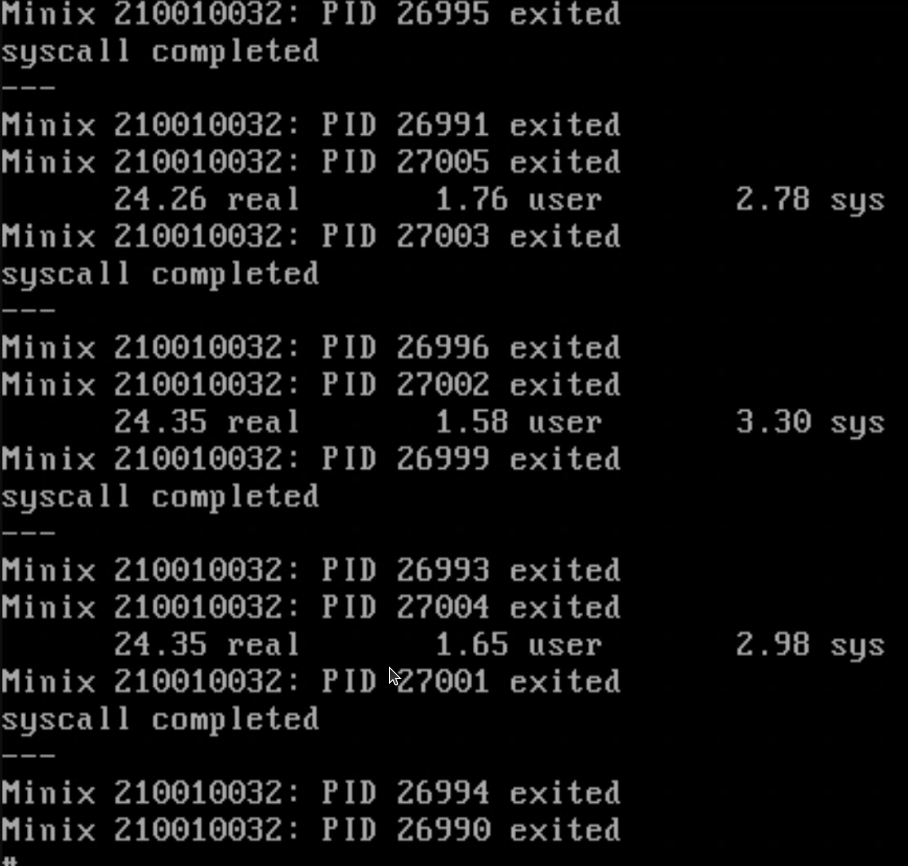 Minix 210010032: PID 26995 exited
syscall completed
---
Minix 210010032: PID 26991 exited
Minix 210010032: PID 27005 exited
24.26 real 1.76 user 2.78 sys
Minix 210010032: PID 27003 exited
syscall completed
---
Minix 210010032: PID 26996 exited
Minix 210010032: PID 27002 exited
24.35 real 1.58 user 3.30 sys
Minix 210010032: PID 26999 exited
syscall completed
---
Minix 210010032: PID 26993 exited
Minix 210010032: PID 27004 exited
24.35 real 1.65 user 2.98 sys
Minix 210010032: PID 27001 exited
syscall completed
---
Minix 210010032: PID 26994 exited
Minix 210010032: PID 26990 exited
#